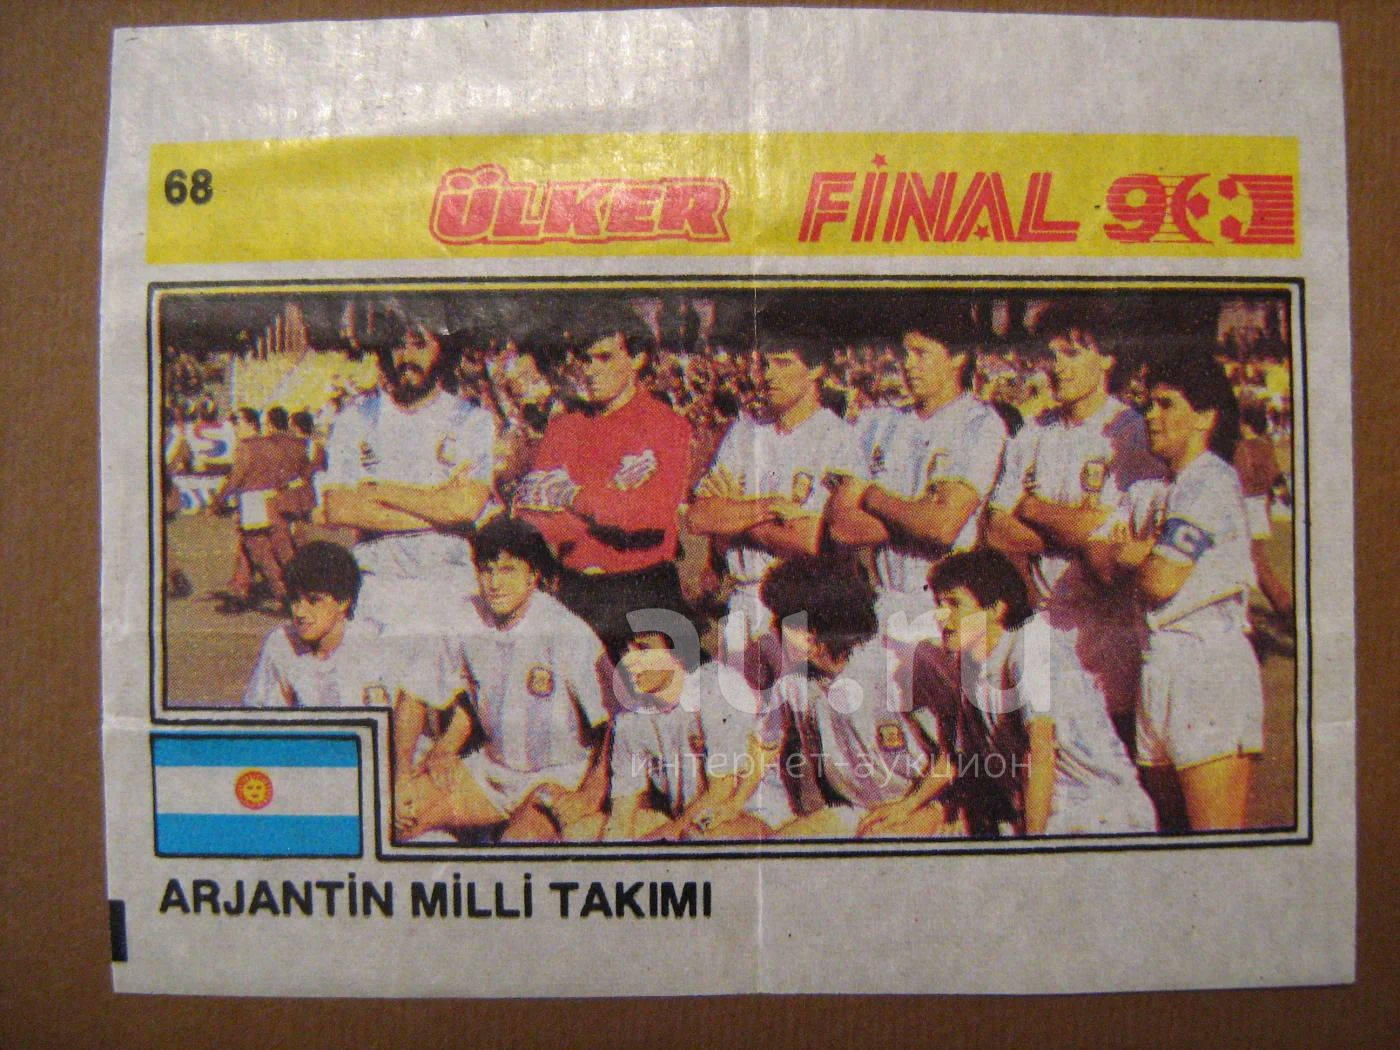 68
ÜLKER
FİNAL 90
au.ru
интернет-аукцион
ARJANTİN MİLLİ TAKIMI